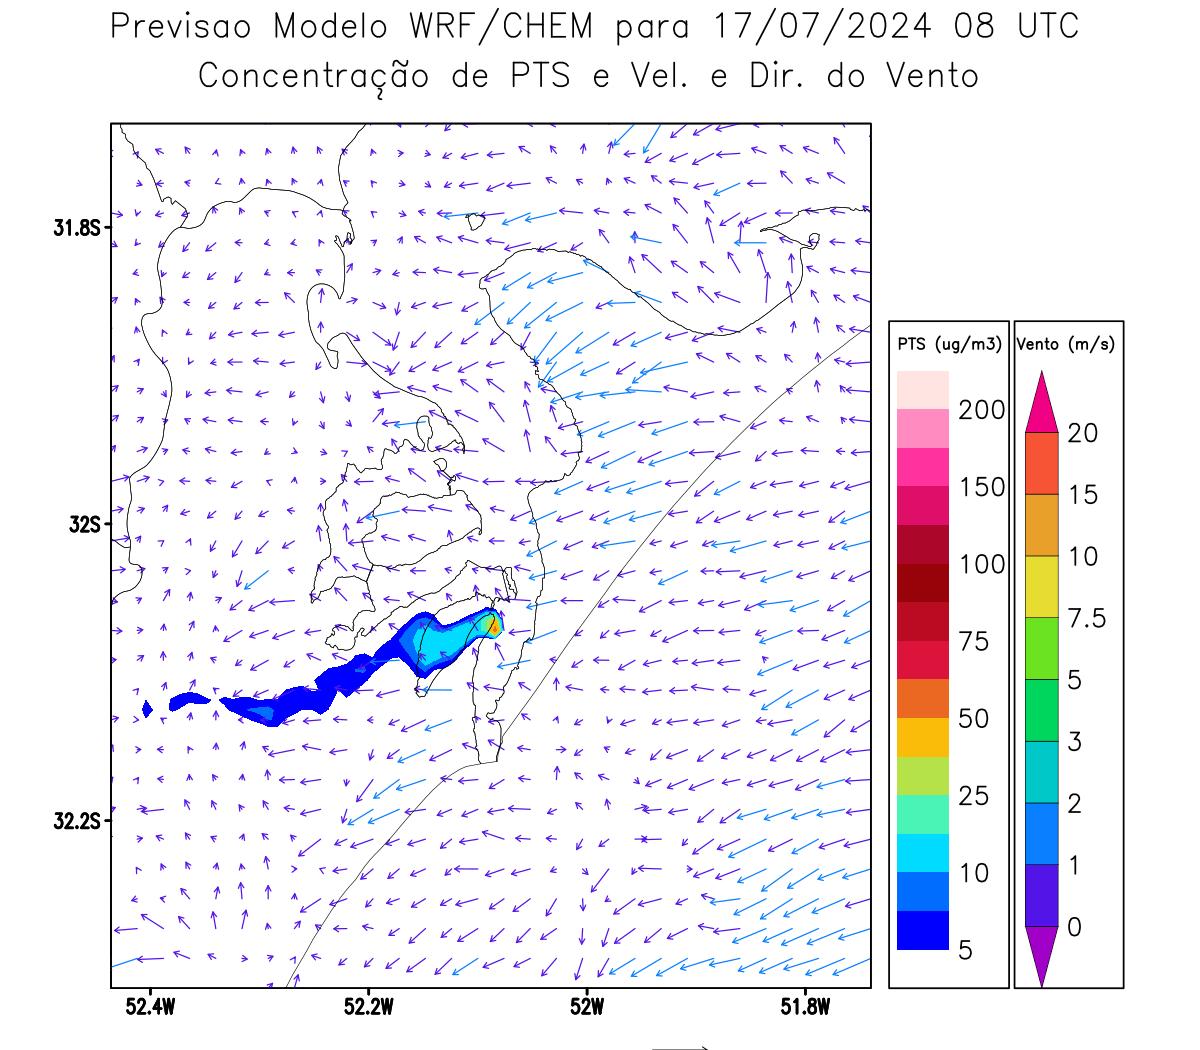 Previsao Modelo WRF/CHEM para 17/07/2024 08 UTC
Concentração de PTS e Vel. e Dir. do Vento
31.8S
32S
32.2S
52.4W
52.2W
52W
51.8W
PTS (ug/m3)
200
150
100
75
50
25
10
5
Vento (m/s)
20
15
10
7.5
5
3
2
1
0